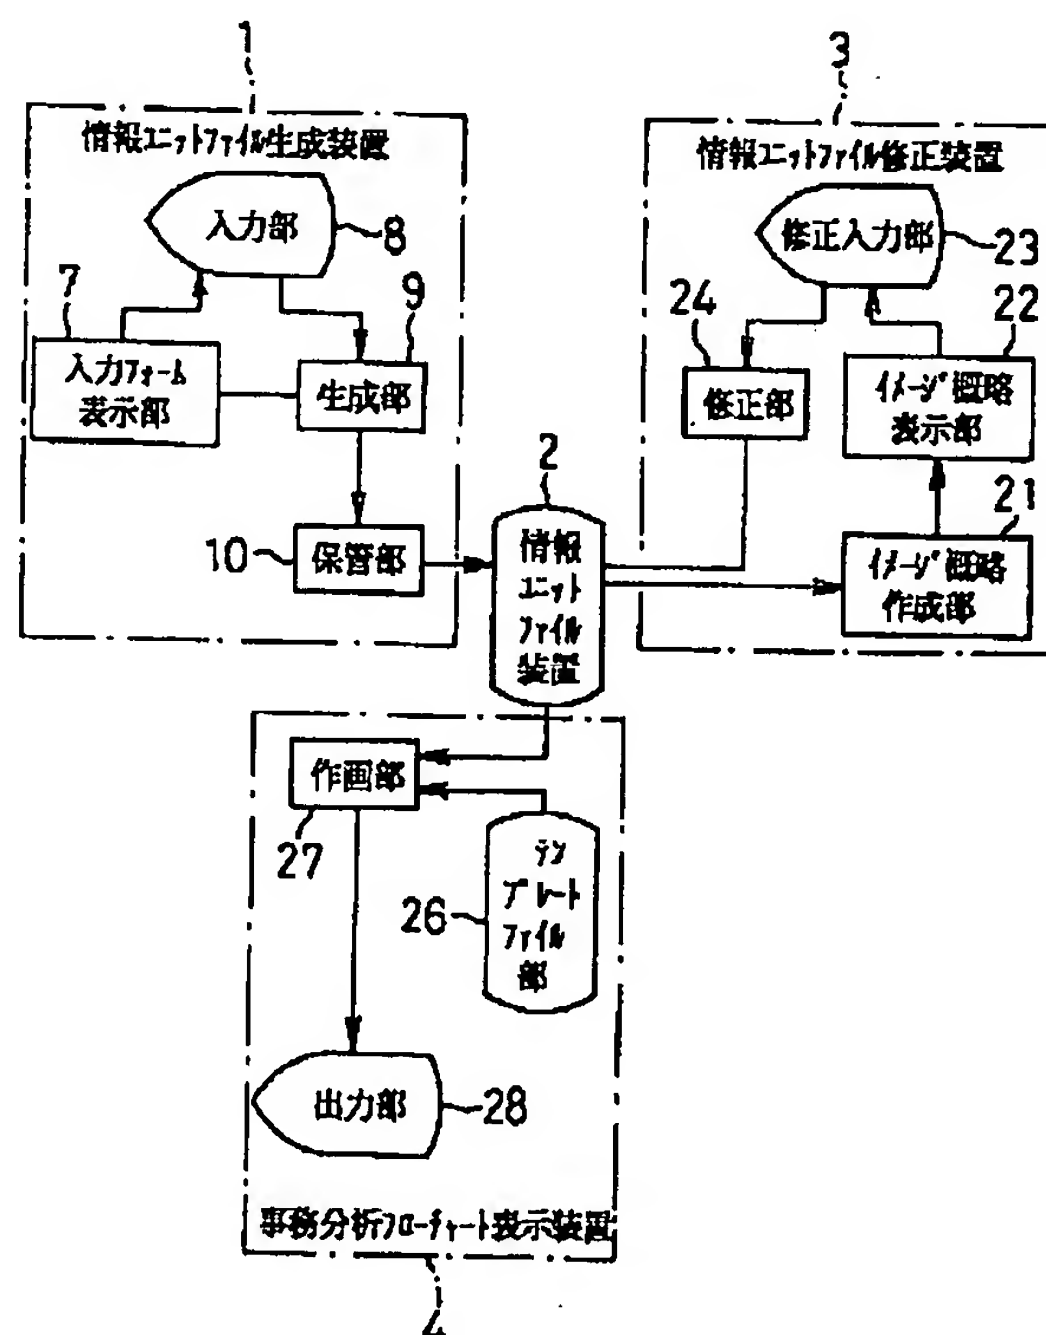 1
情報ユニットファイル生成装置
入力部
8
7
入力フォーム
表示部
9
生成部
10
保管部
2
情報
ユニット
ファイル
装置
3
情報ユニットファイル修正装置
修正入力部
23
24
修正部
22
イメージ概略
表示部
21
イメージ概略
作成部
作画部
27
テン
プレート
ファイル
部
26
出力部
28
事務分析フローチャート表示装置
4